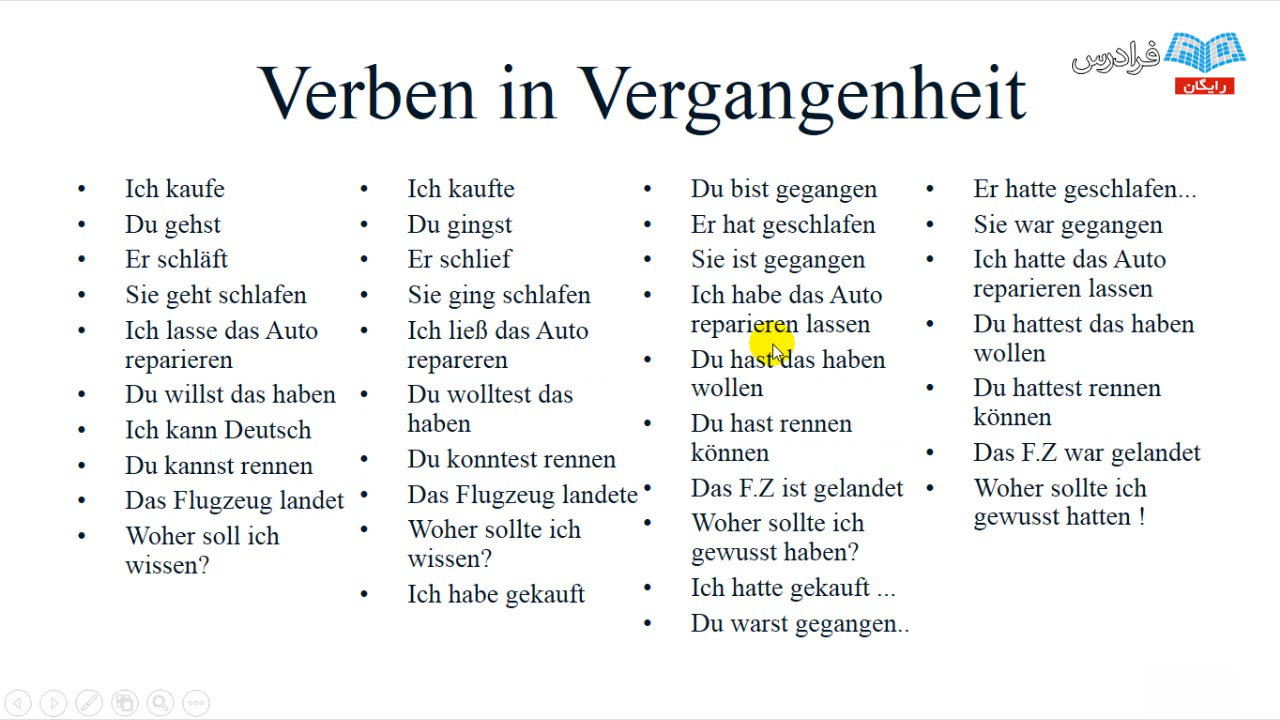 فرادرس
رایگان
Verben in Vergangenheit
• Ich kaufe
• Du gehst
• Er schläft
• Sie geht schlafen
• Ich lasse das Auto
reparieren
• Du willst das haben
• Ich kann Deutsch
• Du kannst rennen
• Das Flugzeug landet
• Woher soll ich
wissen?
• Ich kaufte
• Du gingst
• Er schlief
• Sie ging schlafen
• Ich ließ das Auto
repareren
• Du wolltest das
haben
• Du konntest rennen
• Das Flugzeug landete
• Woher sollte ich
wissen?
• Ich habe gekauft
• Du bist gegangen
• Er hat geschlafen
• Sie ist gegangen
• Ich habe das Auto
reparieren lassen
• Du hast das haben
wollen
• Du hast rennen
können
• Das F.Z ist gelandet
• Woher sollte ich
gewusst haben?
• Ich hatte gekauft ...
• Du warst gegangen..
• Er hatte geschlafen...
• Sie war gegangen
• Ich hatte das Auto
reparieren lassen
• Du hattest das haben
wollen
• Du hattest rennen
können
• Das F.Z war gelandet
• Woher sollte ich
gewusst hatten !